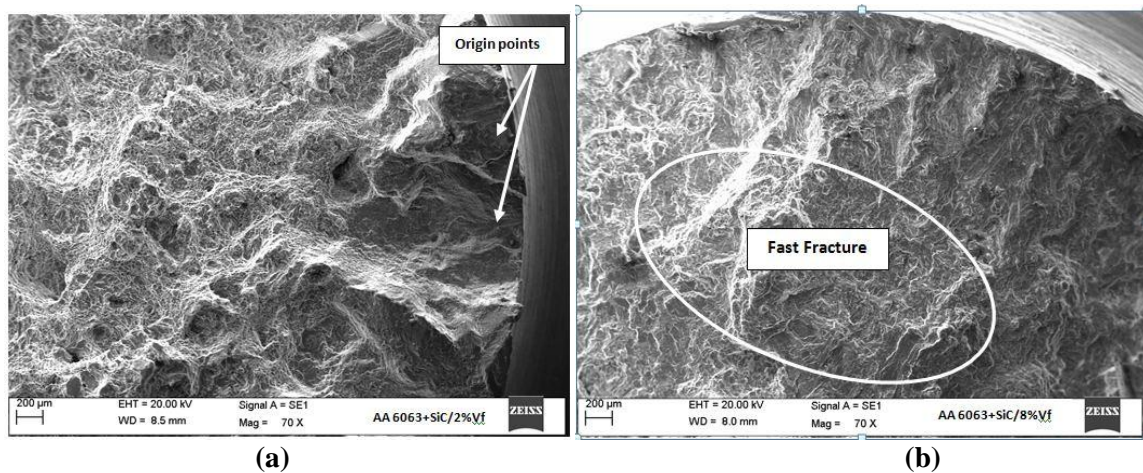 Origin points
200 µm
EHT = 20.00 kV
WD = 8.5 mm
Signal A = SE1
Mag = 70 X
AA 6063+SiC/2%Vf
ZEISS
(a)
Fast Fracture
200 µm
EHT = 20.00 kV
WD = 8.0 mm
Signal A = SE1
Mag = 70 X
AA 6063+SiC/8%Vf
ZEISS
(b)